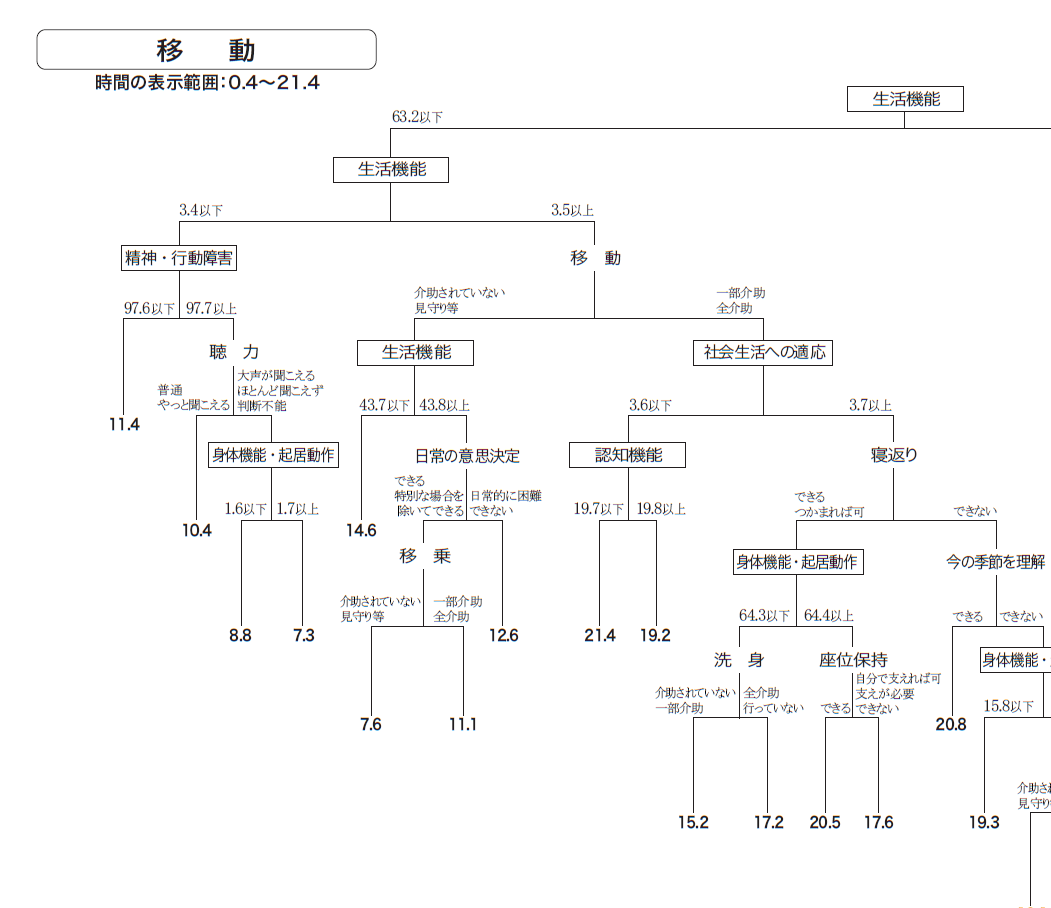 移　動
時間の表示範囲：0.4～21.4
生活機能
63.2以下
生活機能
3.4以下
3.5以上
精神・行動障害
移　動
97.6以下
97.7以上
介助されていない
見守り等
一部介助
全介助
聴　力
生活機能
社会生活への適応
普通
やっと聞こえる
大声が聞こえる
ほとんど聞こえず
判断不能
43.7以下
43.8以上
3.6以下
3.7以上
11.4
身体機能・起居動作
日常の意思決定
認知機能
寝返り
できる
特別な場合を
除いてできる
日常的に困難
できない
できる
つかまれば可
できない
1.6以下
1.7以上
19.7以下
19.8以上
10.4
14.6
移　乗
身体機能・起居動作
今の季節を理解
介助されていない
見守り等
一部介助
全介助
64.3以下
64.4以上
できる
できない
8.8
7.3
12.6
21.4
19.2
洗　身
座位保持
身体機能・
介助されていない
一部介助
全介助
行っていない
できる
自分で支えれば可
支えが必要
できない
15.8以下
7.6
11.1
20.8
介助さ
見守り
15.2
17.2
20.5
17.6
19.3